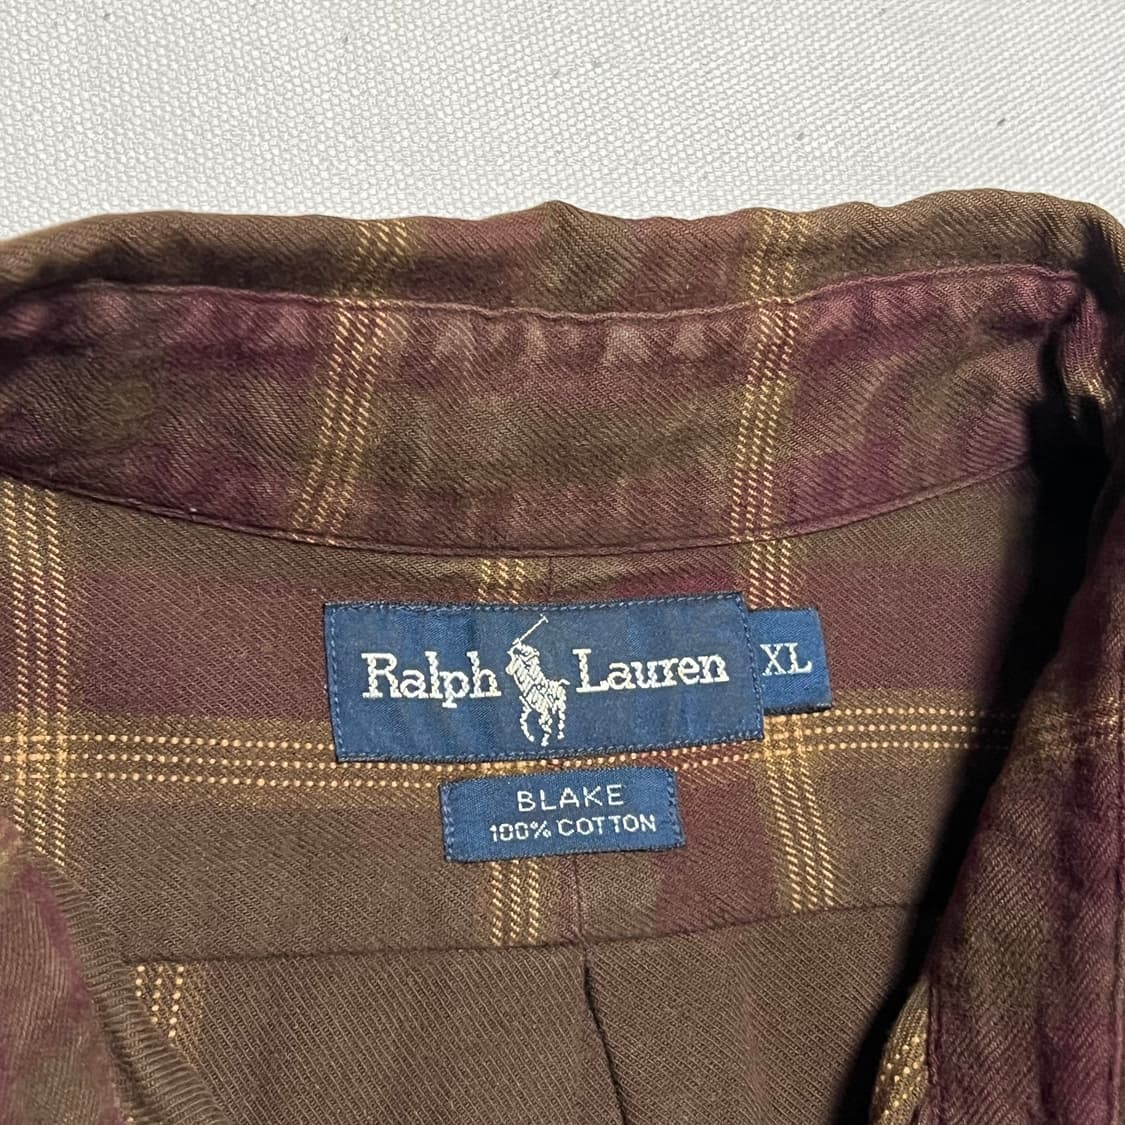 Ralph Lauren
XL
BLAKE
100% COTTON